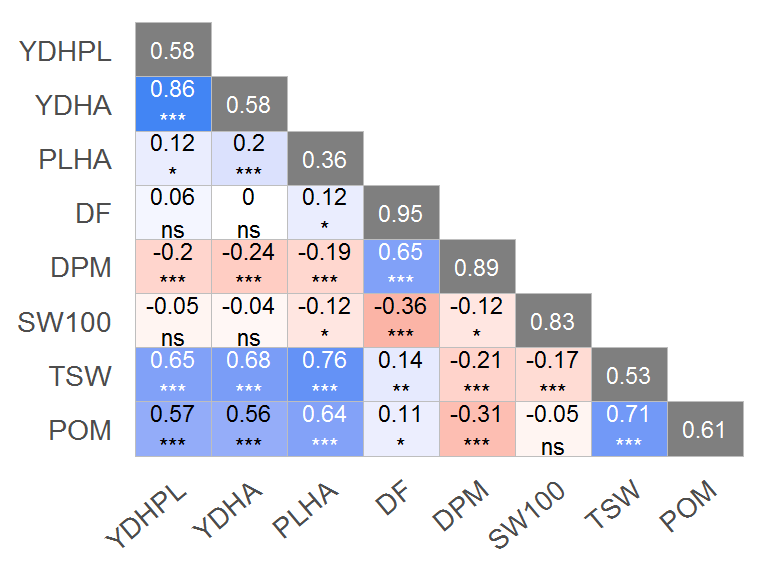 YDHPL 0.58
YDHA 0.86 0.58
***
PLHA 0.12 0.2 0.36
* ***
DF 0.06 0 0.12 0.95
ns ns *
DPM -0.2 -0.24 -0.19 0.65 0.89
*** *** *** ***
SW100 -0.05 -0.04 -0.12 -0.36 -0.12 0.83
ns ns * *** *
TSW 0.65 0.68 0.76 0.14 -0.21 -0.17 0.53
*** *** *** ** *** ***
POM 0.57 0.56 0.64 0.11 -0.31 -0.05 0.71 0.61
*** *** *** * *** ns ***
YDHPL YDHA PLHA DF DPM SW100 TSW POM